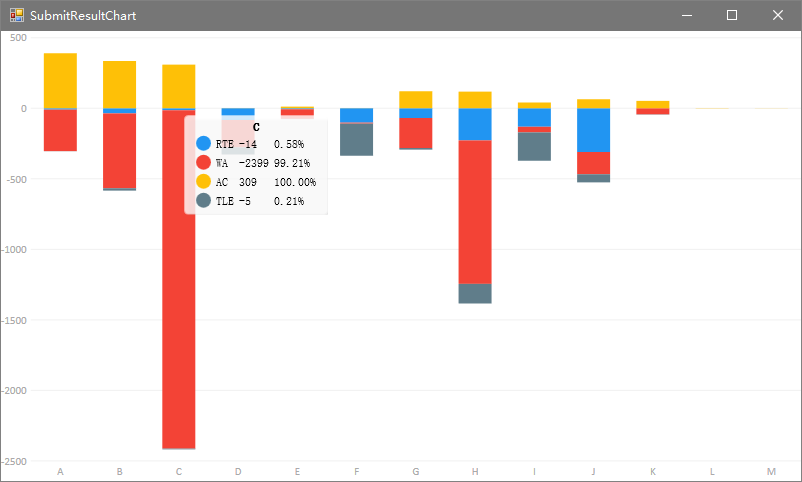 SubmitResultChart
500
0
-500
-1000
-1500
-2000
-2500
C
RTE -14 0.58%
WA -2399 99.21%
AC 309 100.00%
TLE -5 0.21%
A B C D E F G H I J K L M